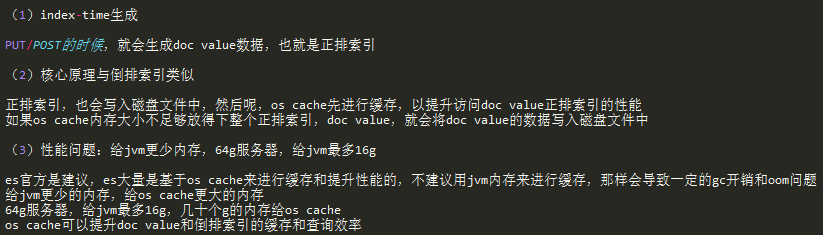 （1）index-time生成
PUT/POST的时候，就会生成doc value数据，也就是正排索引
（2）核心原理与倒排索引类似
正排索引，也会写入磁盘文件中，然后呢，os cache先进行缓存，以提升访问doc value正排索引的性能
如果os cache内存大小不足够放得下整个正排索引，doc value，就会将doc value的数据写入磁盘文件中
（3）性能问题：给jvm更少内存，64g服务器，给jvm最多16g
es官方是建议，es大量是基于os cache来进行缓存和提升性能的，不建议用jvm内存来进行缓存，那样会导致一定的gc开销和oom问题
给jvm更少的内存，给os cache更大的内存
64g服务器，给jvm最多16g，几十个g的内存给os cache
os cache可以提升doc value和倒排索引的缓存和查询效率